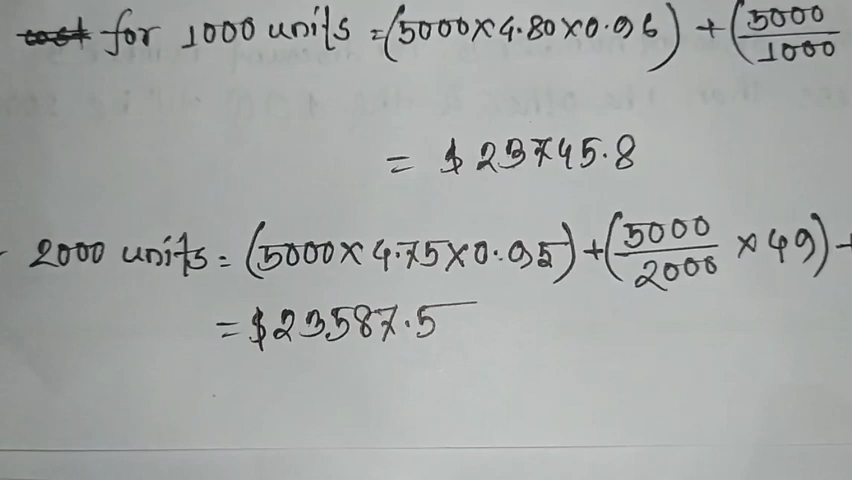 for 1000 units = (5000 × 4.80 × 0.96) + (5000/1000
= $ 23745.8
2000 units = (5000 × 4.75 × 0.95) + (5000/2000 × 49) +
= $23587.5